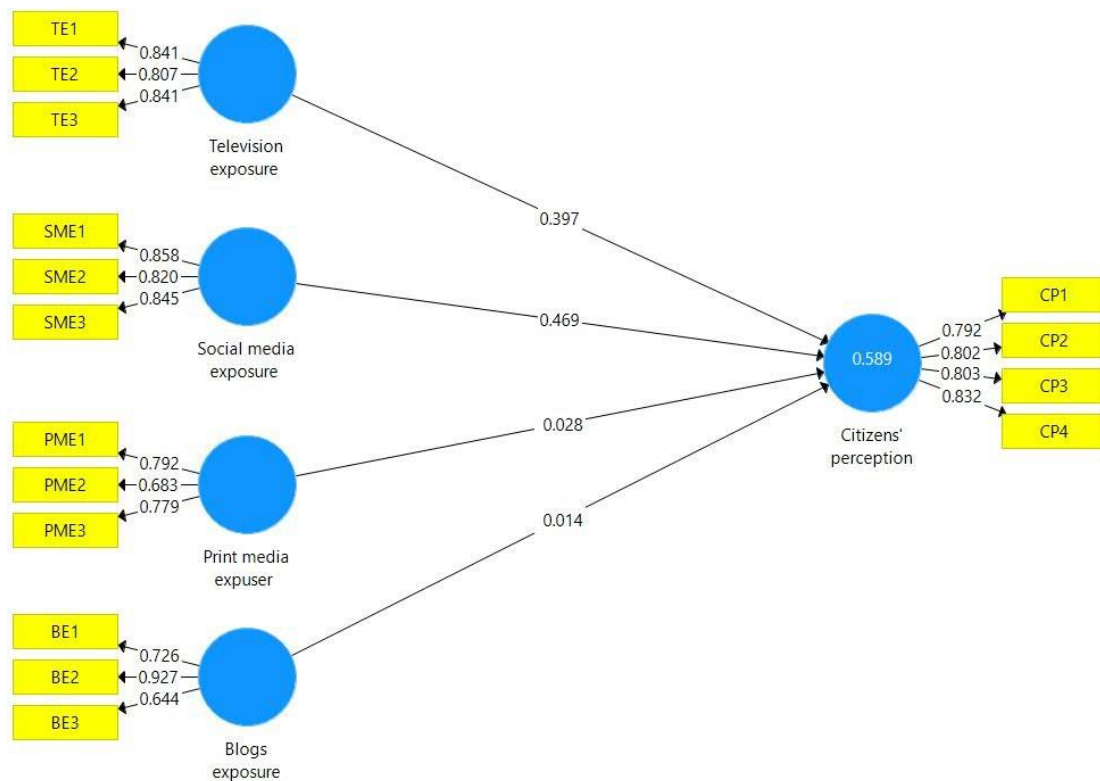 TE1
0.841
TE2
0.807
TE3
0.841
Television
exposure
0.397
SME1
0.858
SME2
0.820
SME3
0.845
Social media
exposure
0.469
PME1
0.792
PME2
0.683
PME3
0.779
Print media
expuser
0.028
BE1
0.726
BE2
0.927
BE3
0.644
Blogs
exposure
0.014
0.589
Citizens'
perception
CP1
0.792
CP2
0.802
CP3
0.803
CP4
0.832